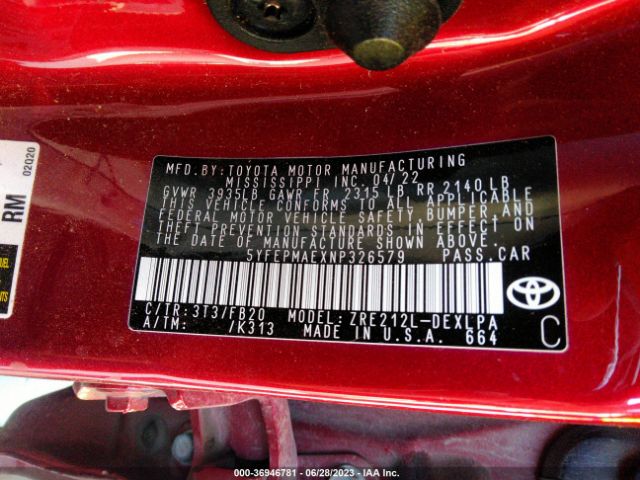 MFD.BY:TOYOTA MOTOR MANUFACTURING
MISSISSIPPI INC. 04/22
GVWR 3935LB GAWR FR 2315LB RR 2140LB
THIS VEHICLE CONFORMS TO ALL APPLICABLE
FEDERAL MOTOR VEHICLE SAFETY, BUMPER, AND
THEFT PREVENTION STANDARDS IN EFFECT ON
THE DATE OF MANUFACTURE SHOWN ABOVE.
5YFEPMAEXNP326579 PASS.CAR
C/TR:3T3/FB20 MODEL:ZRE212L-DEXLPA
A/TM: /K313 MADE IN U.S.A. 664
C
TOYOTA
RM
02020
000-36946781 - 06/28/2023 - IAA Inc.